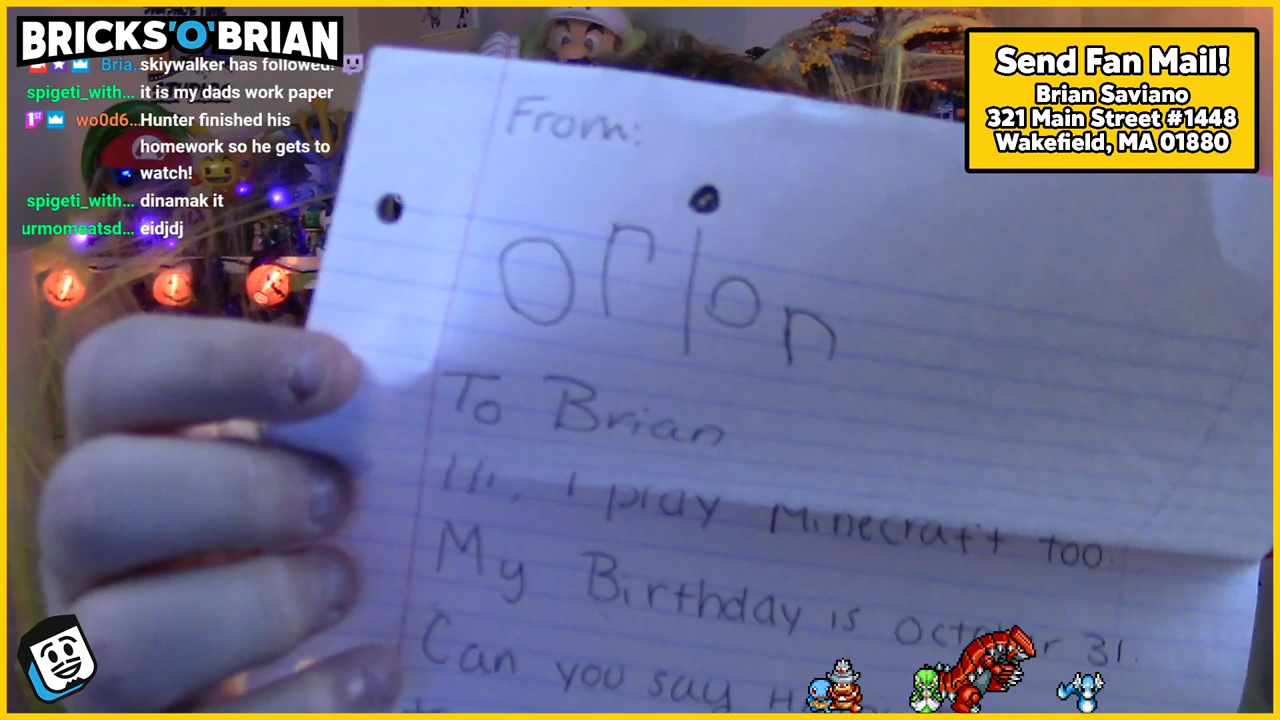 BRICKS'O'BRIAN
Bria… skiywalker has followed!
spigeti_with… it is my dads work paper
1ST wo0d6… Hunter finished his
homework so he gets to
watch!
spigeti_with… dinamak it
urmomeatsd… eidjdj
Send Fan Mail!
Brian Saviano
321 Main Street #1448
Wakefield, MA 01880
From:
Orion
To Brian
Hi, I play Minecraft too.
My Birthday is October 31.
Can you say